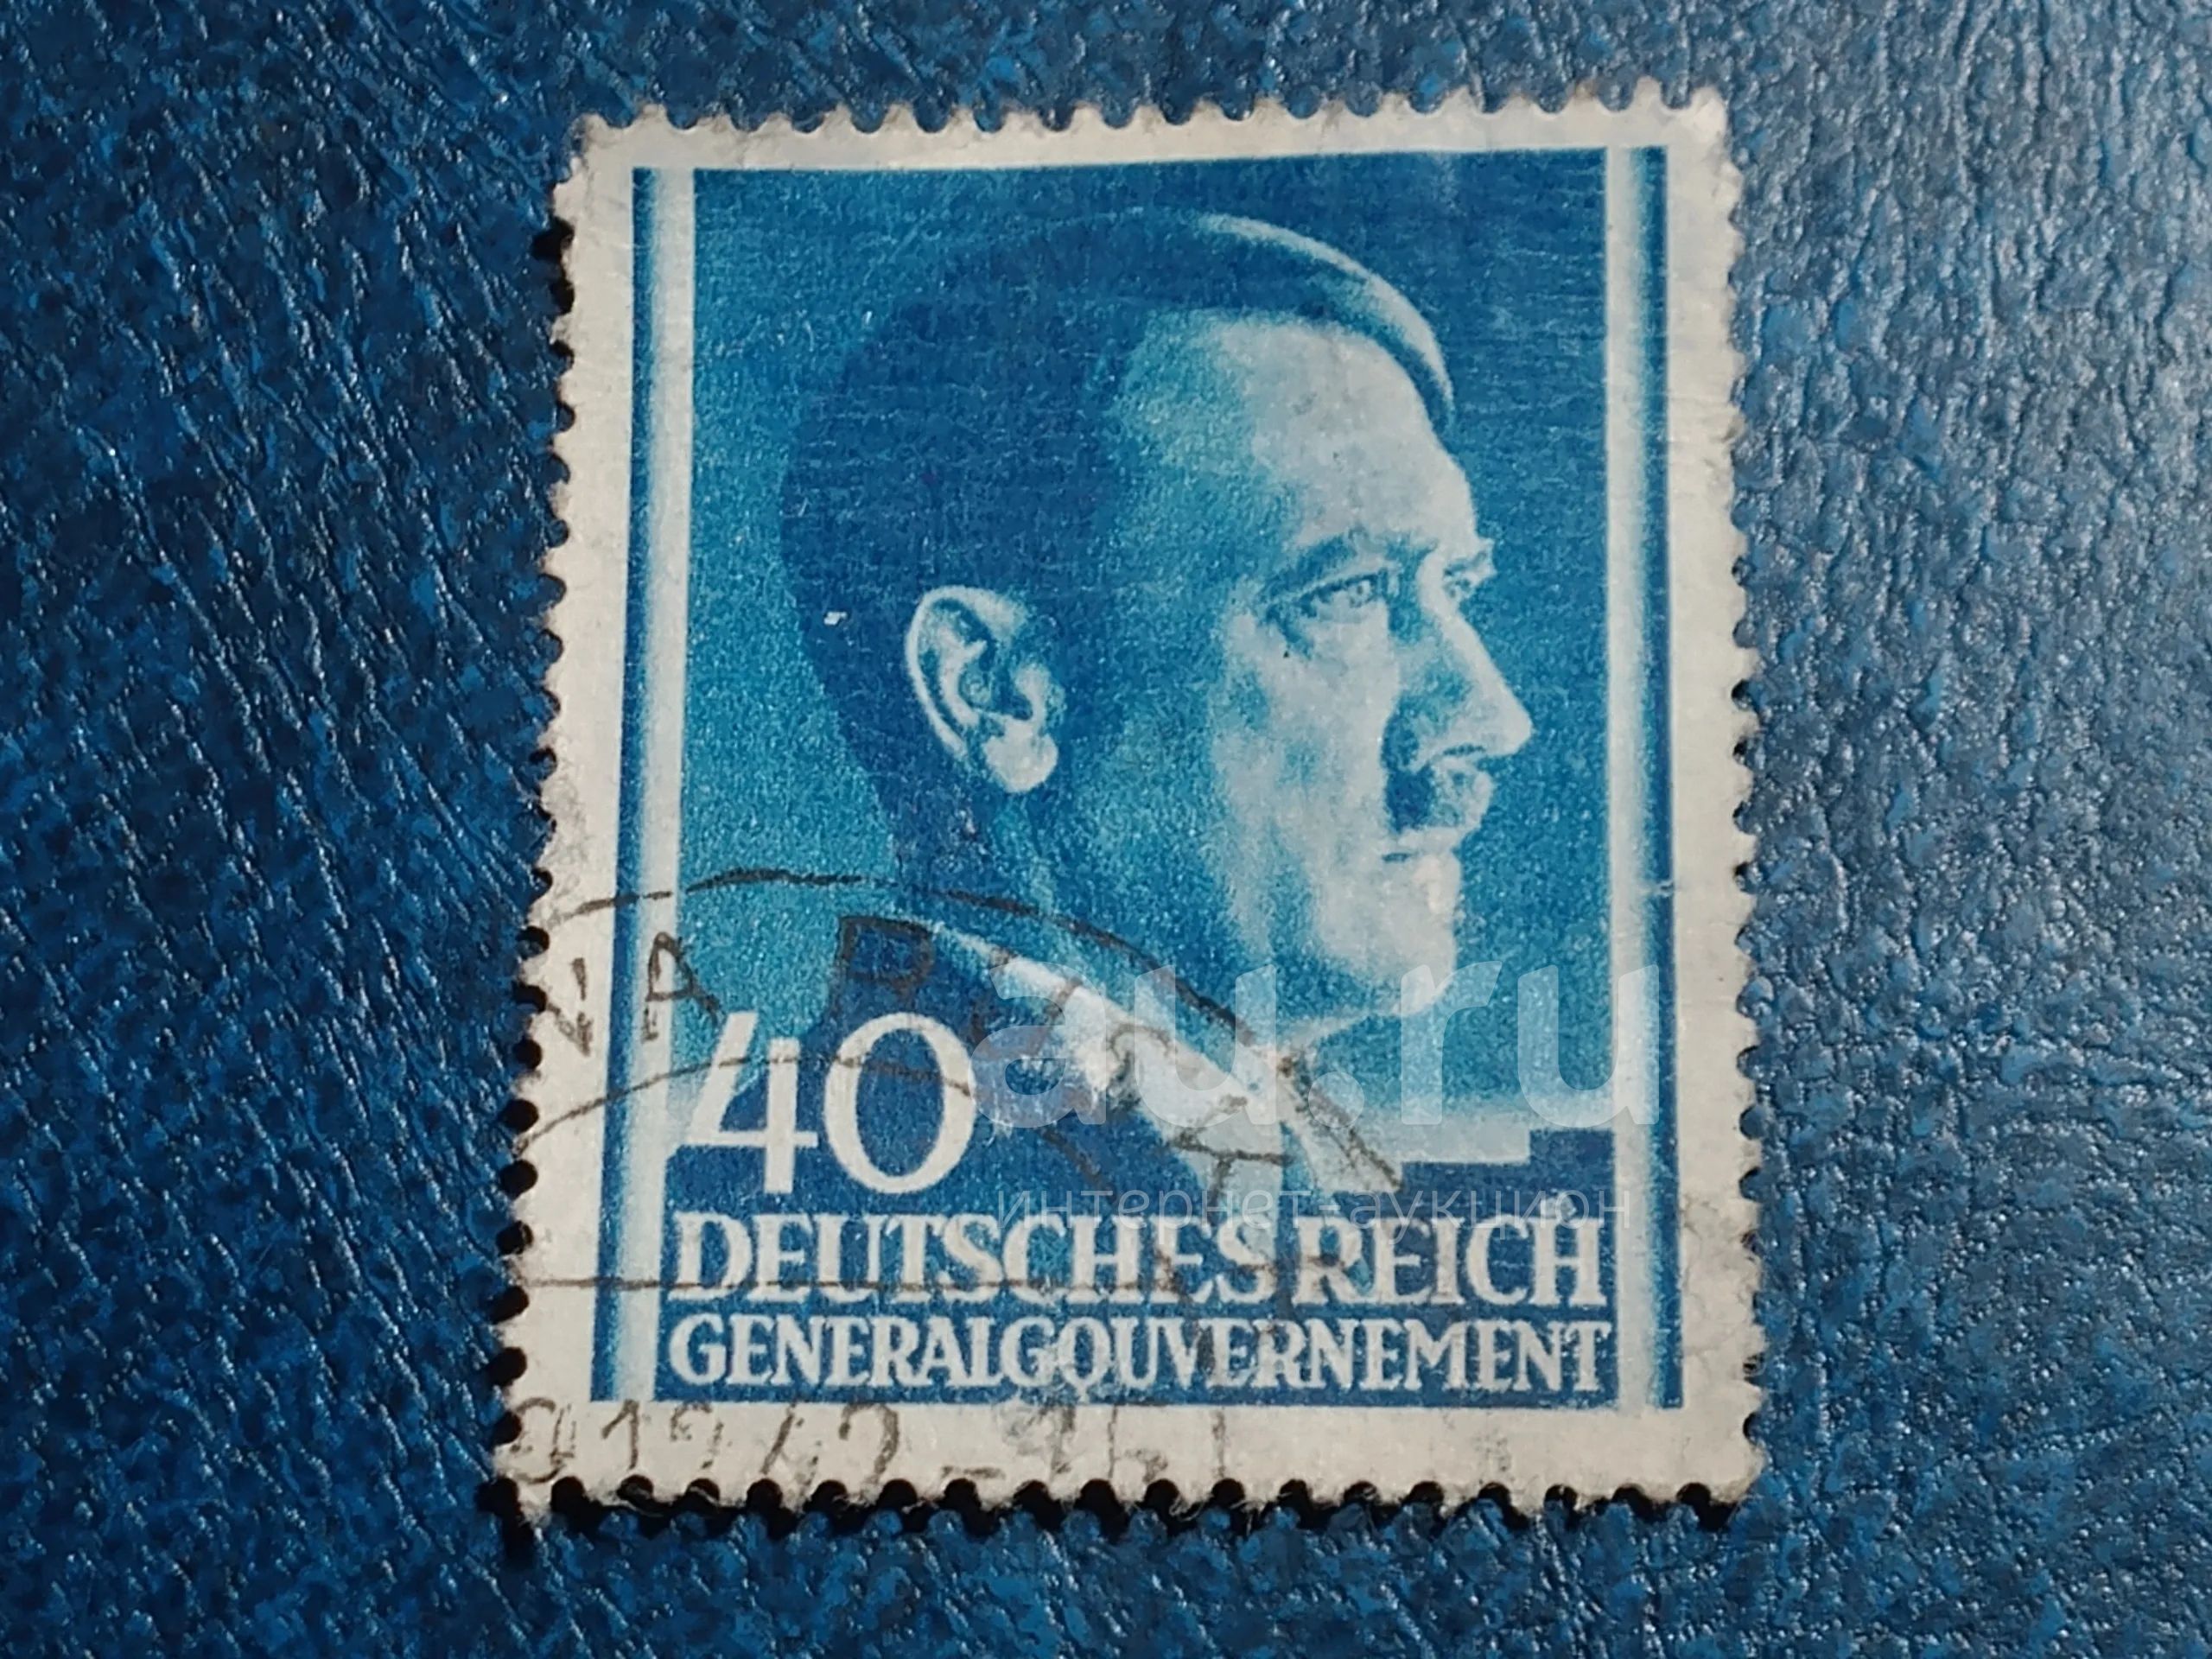 40
DEUTSCHES REICH
GENERALGOUVERNEMENT
au.ru
интернет-аукцион